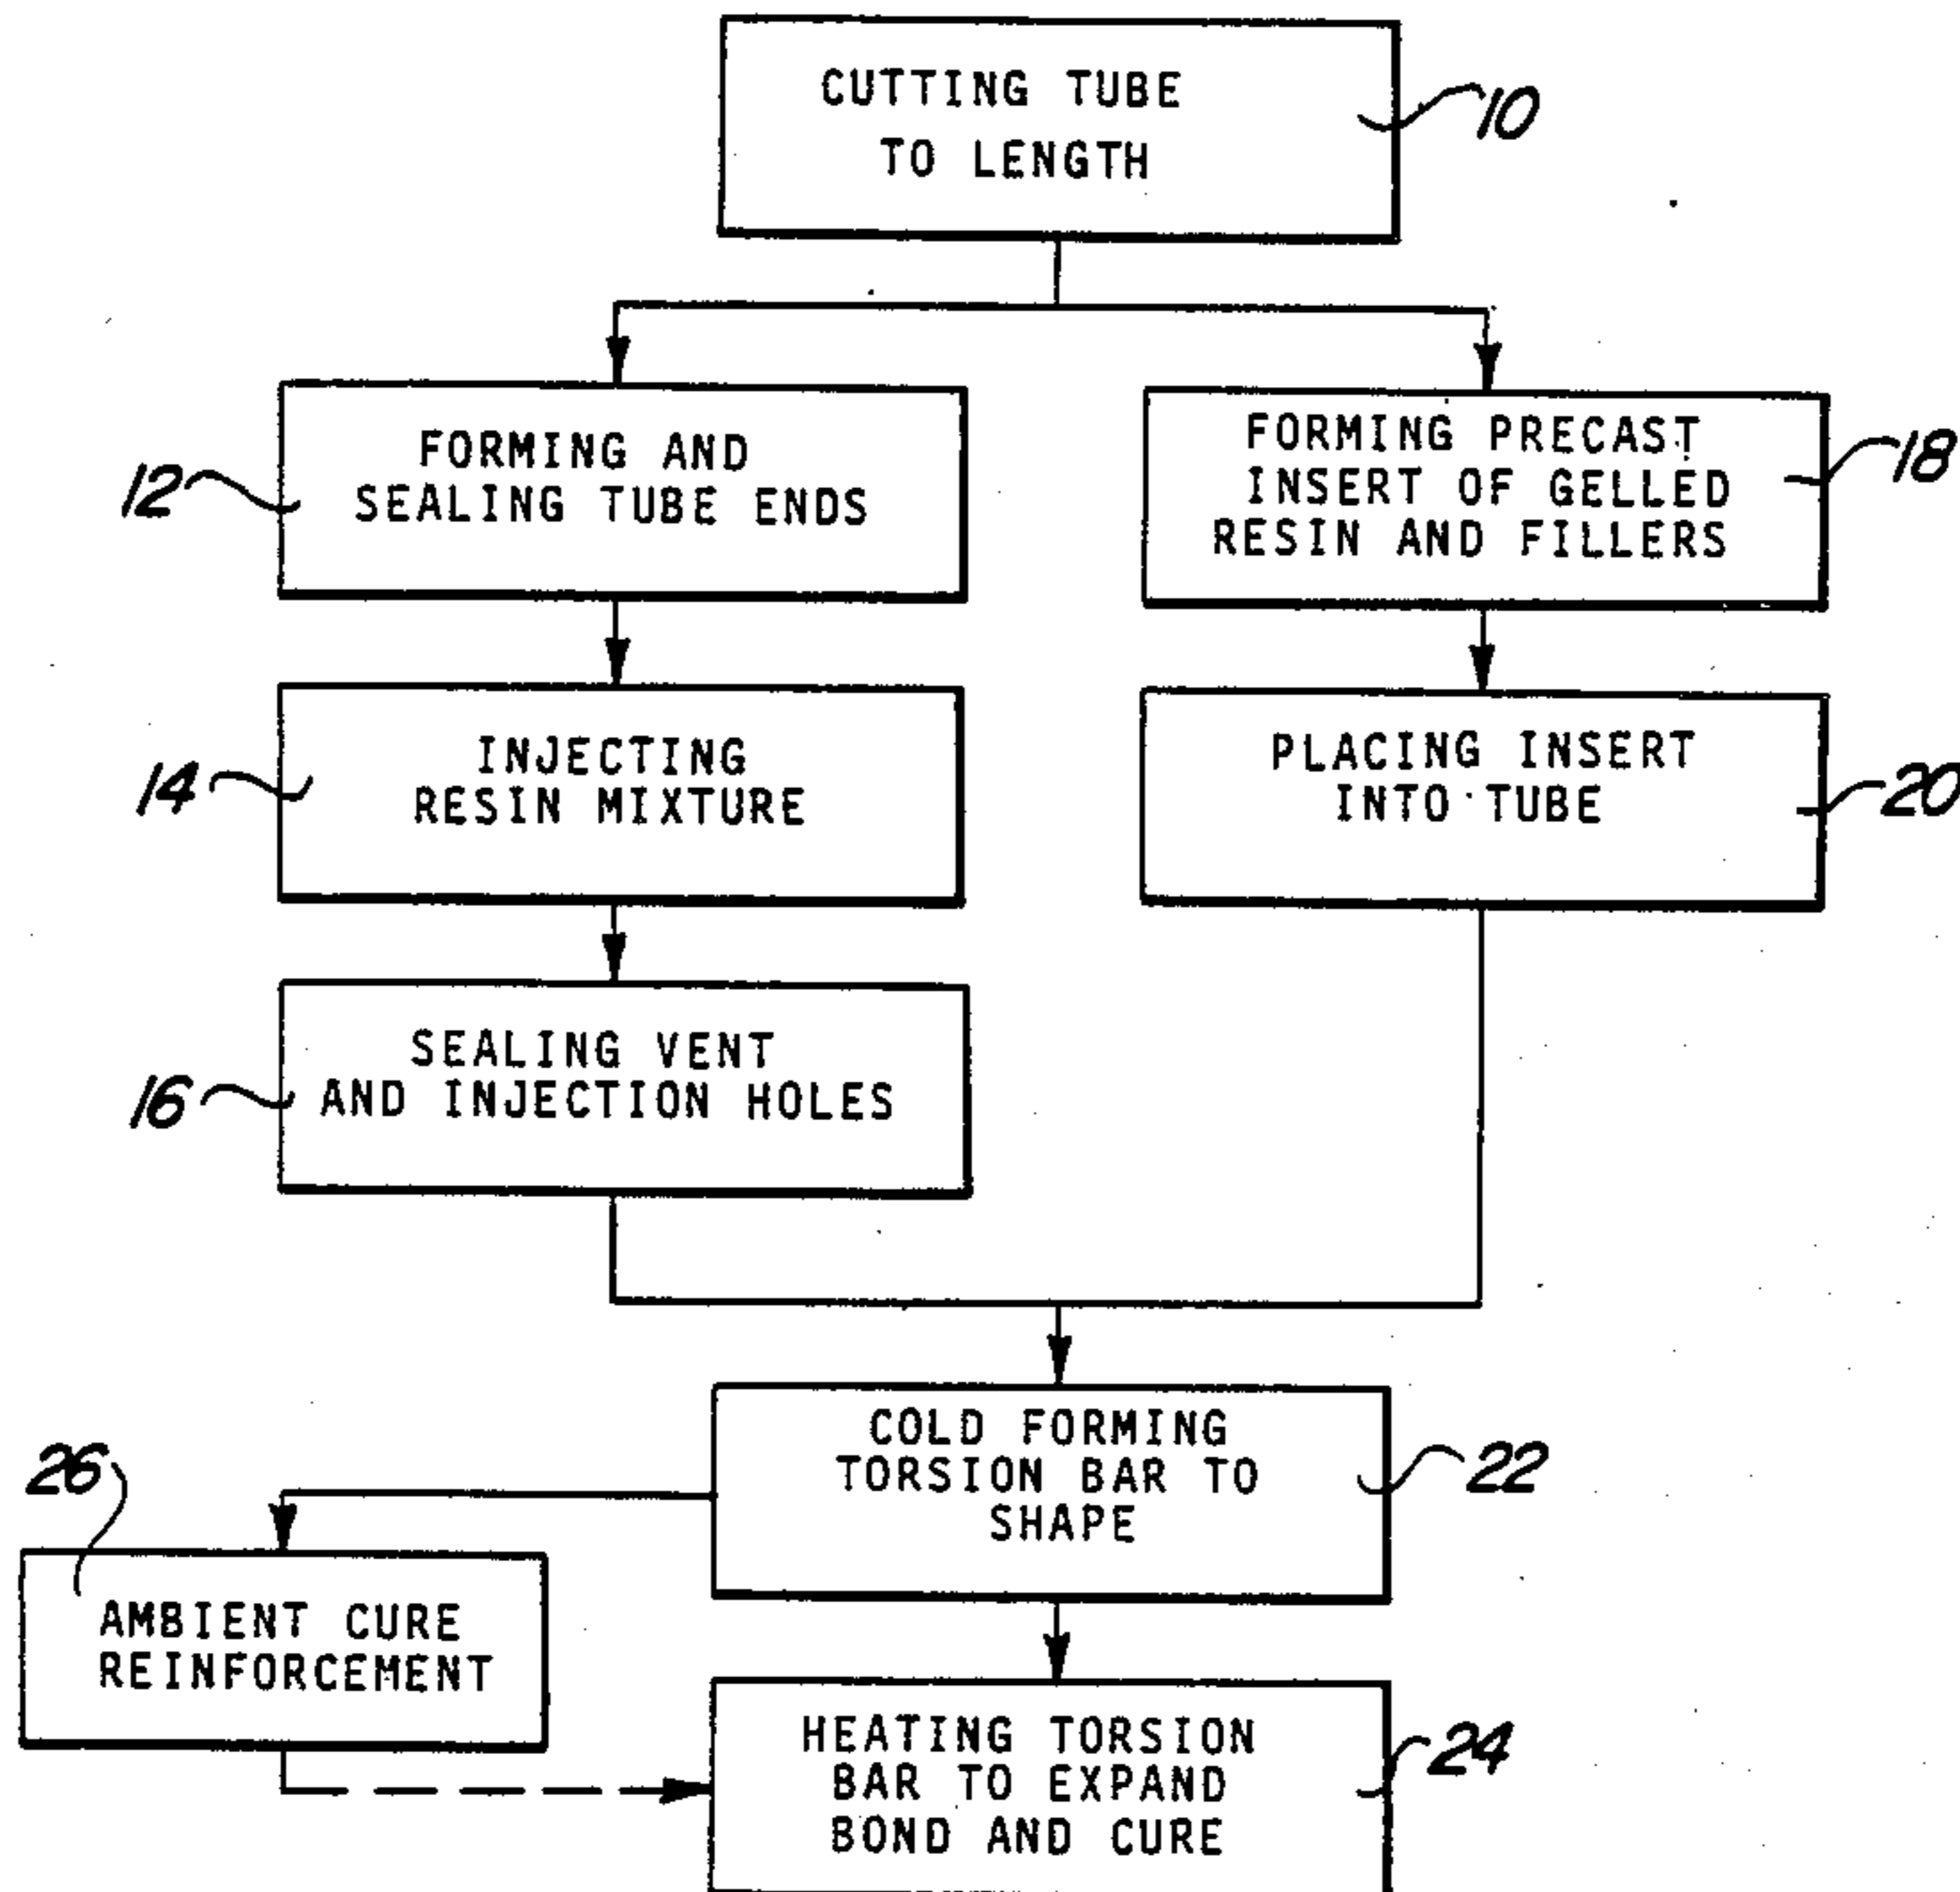 CUTTING TUBE
TO LENGTH
10
FORMING AND
SEALING TUBE ENDS
12
FORMING PRECAST
INSERT OF GELLED
RESIN AND FILLERS
18
INJECTING
RESIN MIXTURE
14
PLACING INSERT
INTO TUBE
20
SEALING VENT
AND INJECTION HOLES
16
COLD FORMING
TORSION BAR TO
SHAPE
22
26
AMBIENT CURE
REINFORCEMENT
HEATING TORSION
BAR TO EXPAND
BOND AND CURE
24